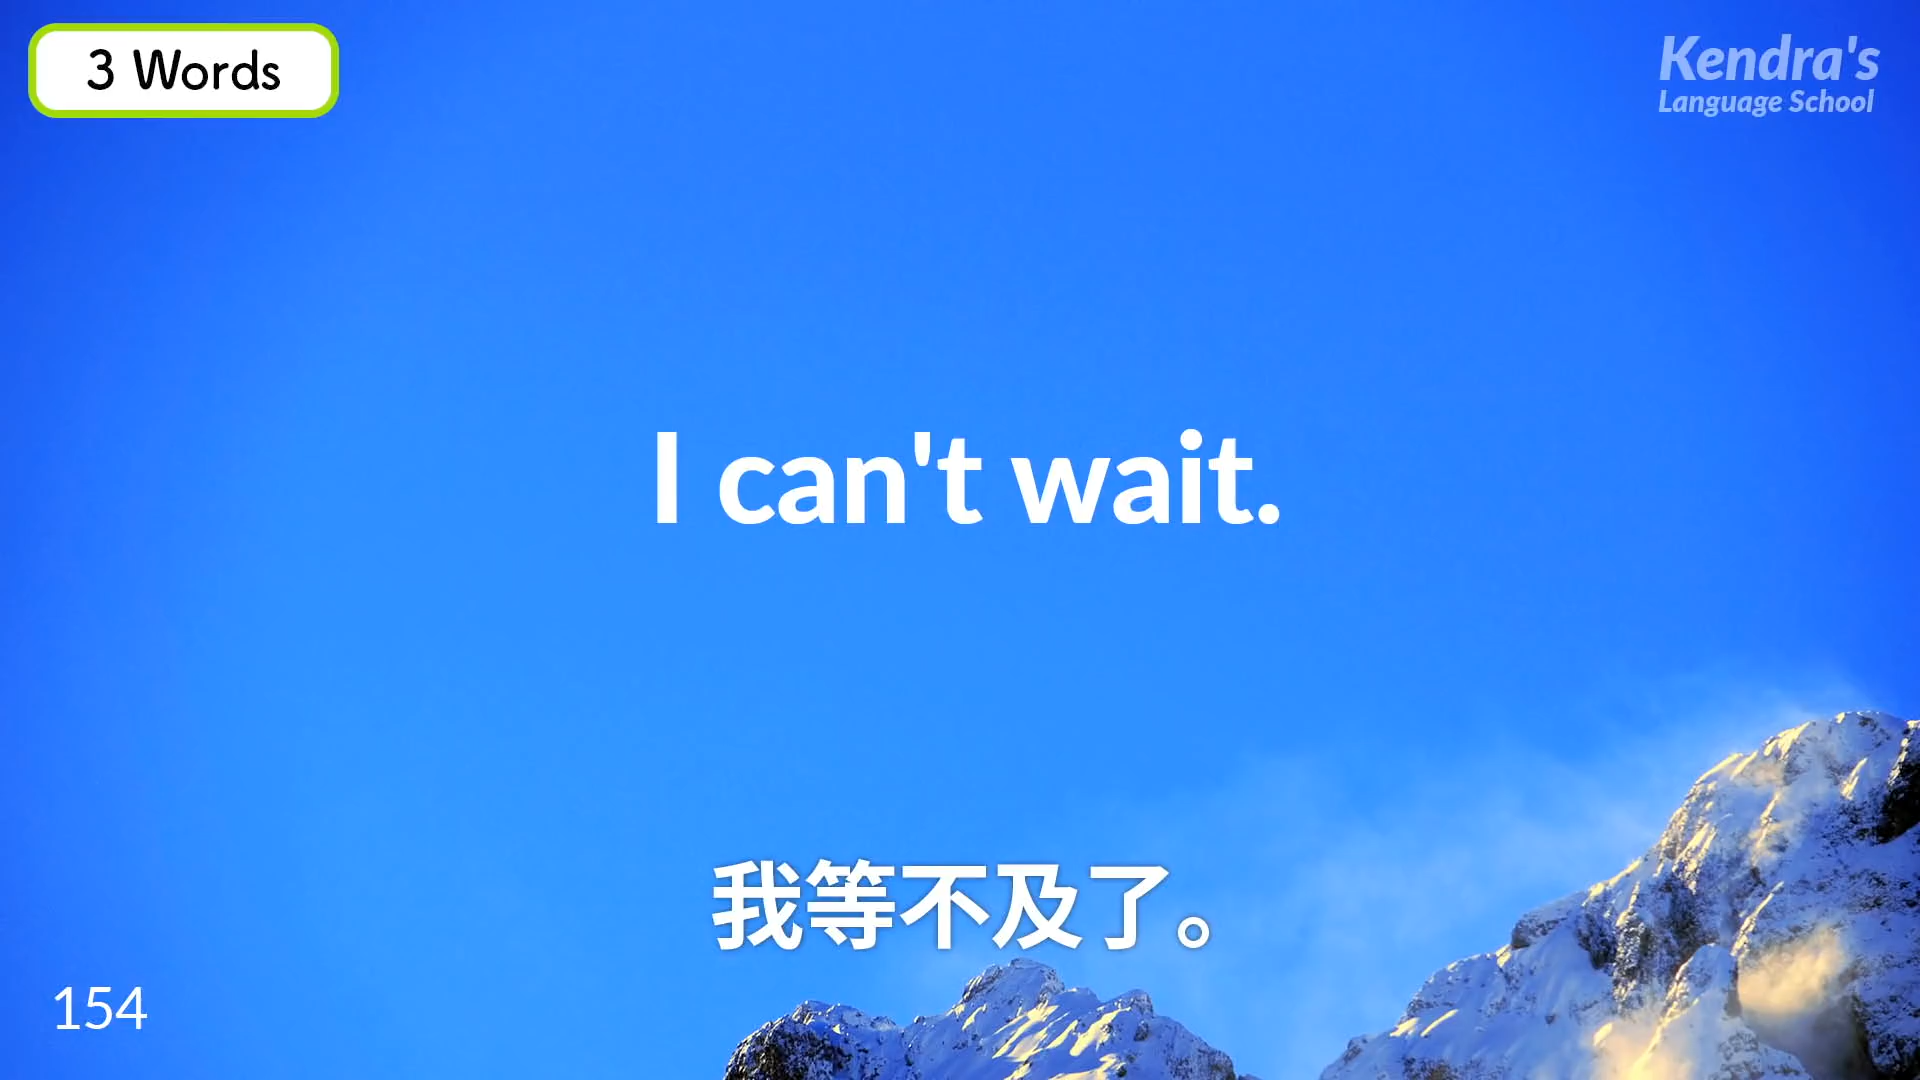 3 Words
Kendra's
Language School
I can't wait.
我等不及了。
154